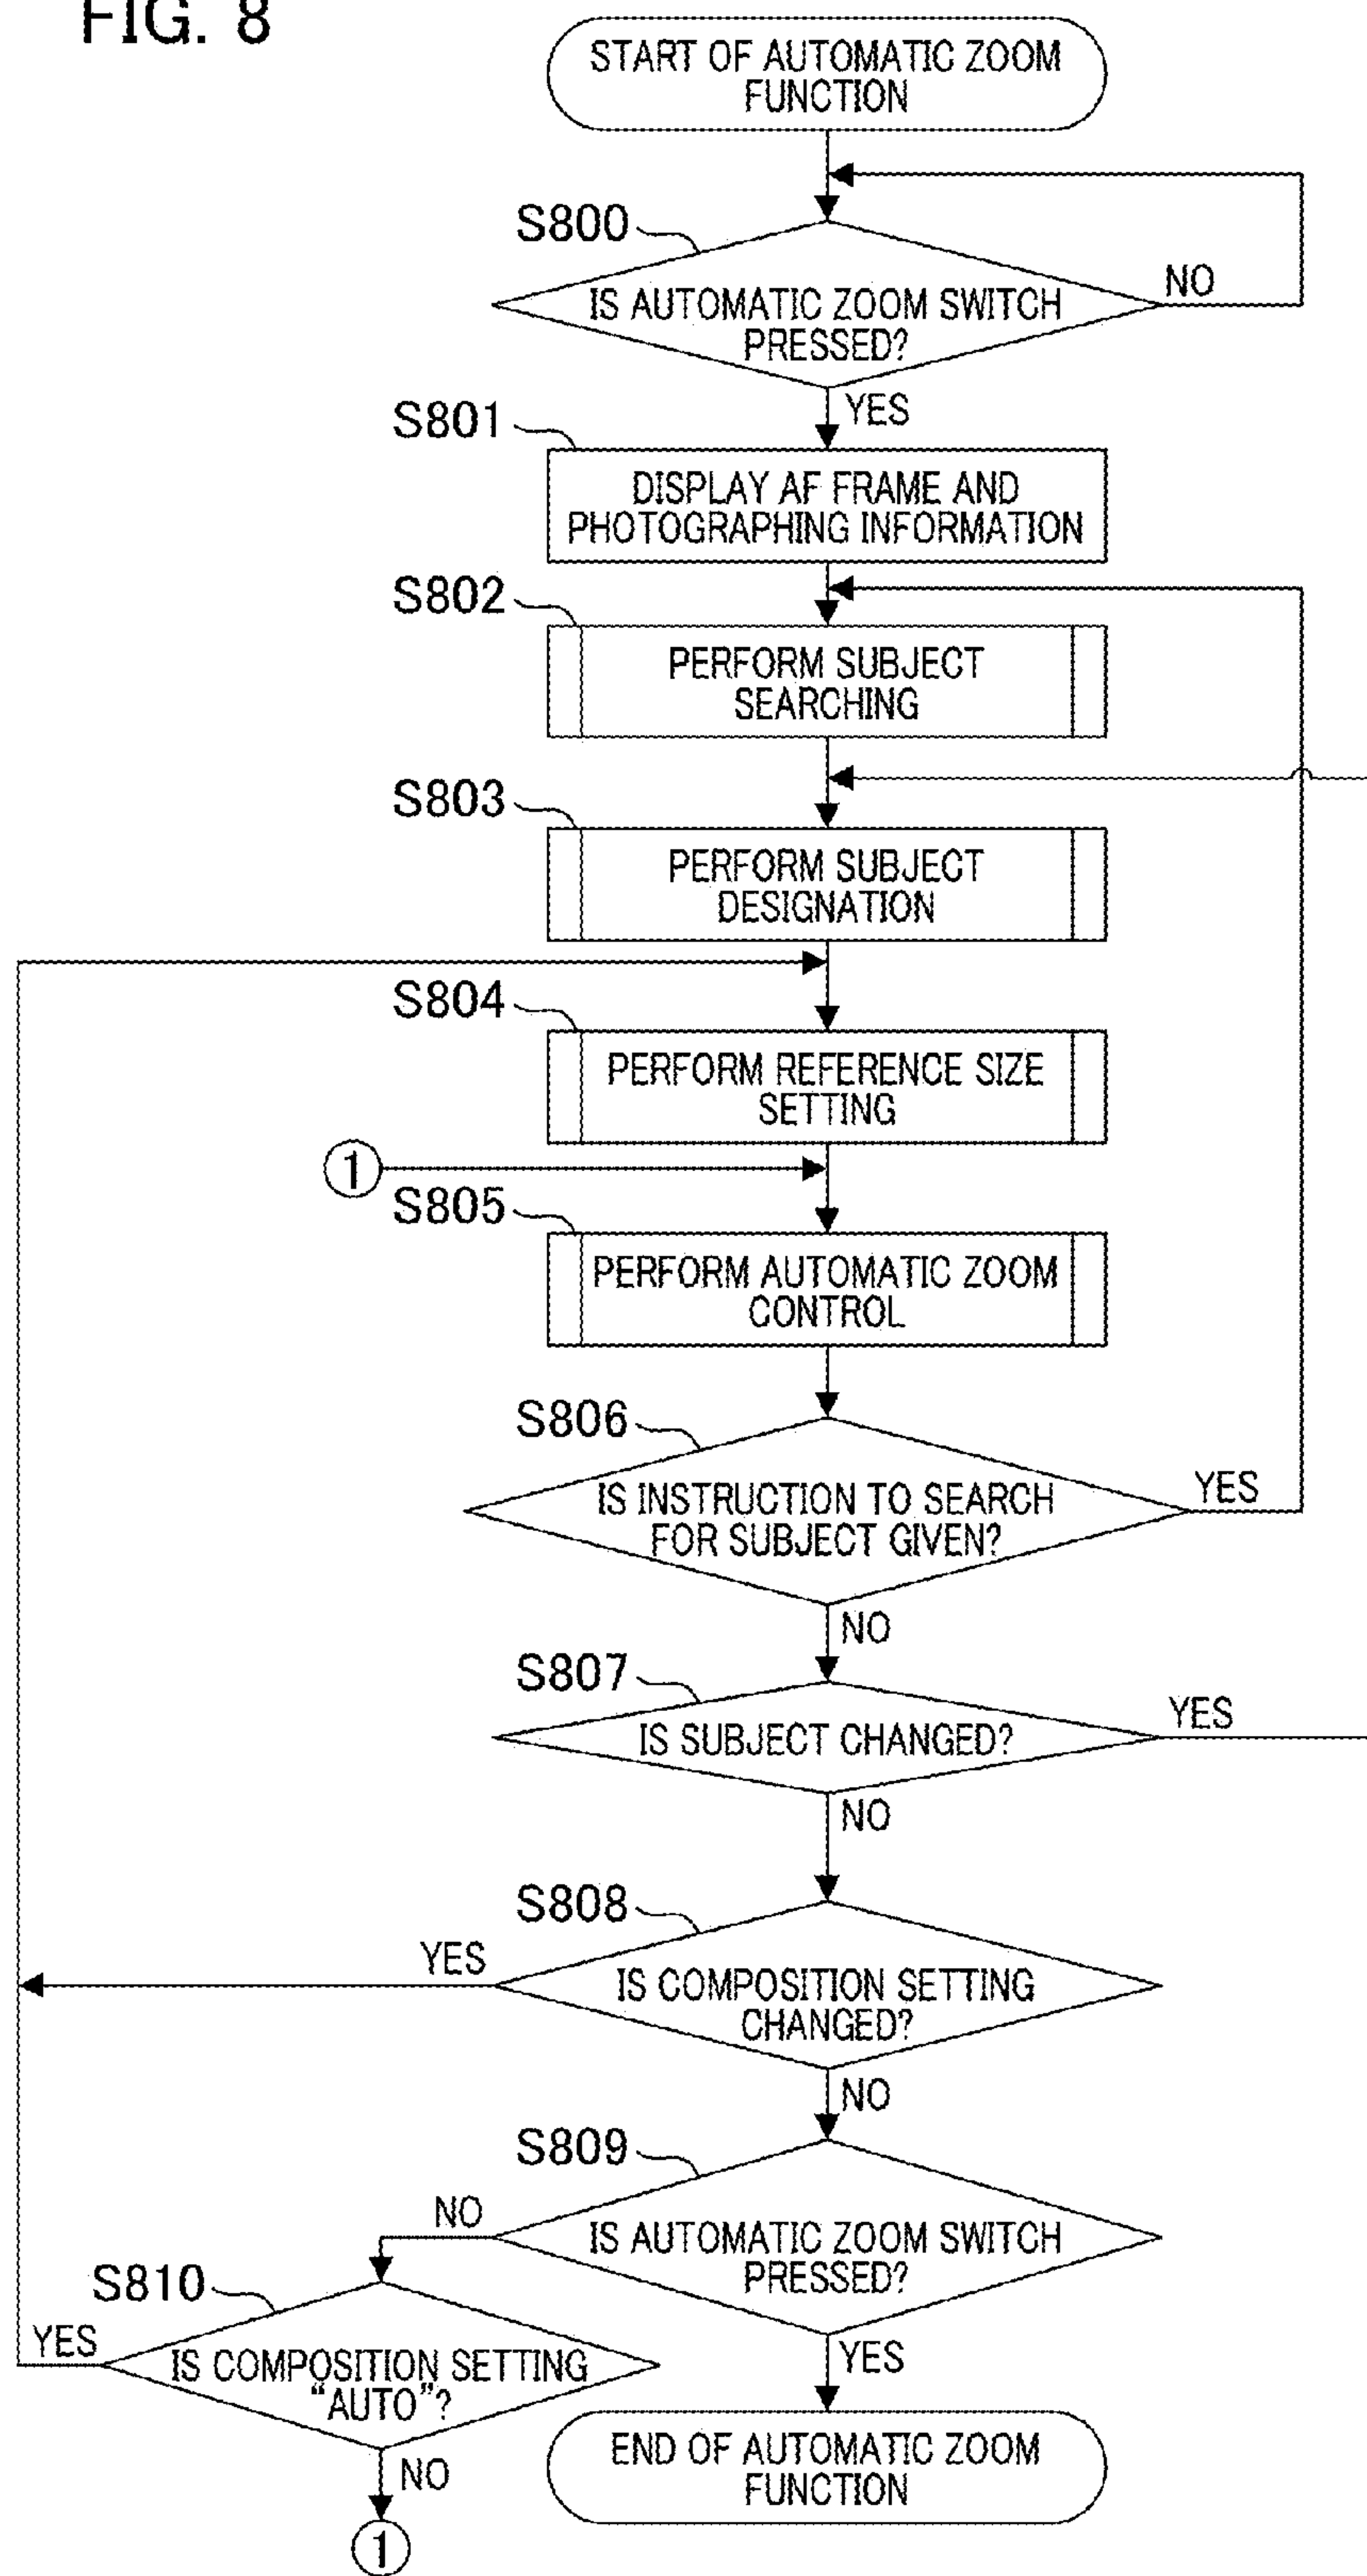 FIG. 8
START OF AUTOMATIC ZOOM
FUNCTION
S800
IS AUTOMATIC ZOOM SWITCH
PRESSED?
NO
YES
S801
DISPLAY AF FRAME AND
PHOTOGRAPHING INFORMATION
S802
PERFORM SUBJECT
SEARCHING
S803
PERFORM SUBJECT
DESIGNATION
S804
PERFORM REFERENCE SIZE
SETTING
1
S805
PERFORM AUTOMATIC ZOOM
CONTROL
S806
IS INSTRUCTION TO SEARCH
FOR SUBJECT GIVEN?
YES
NO
S807
IS SUBJECT CHANGED?
YES
NO
S808
YES
IS COMPOSITION SETTING
CHANGED?
NO
S809
NO
IS AUTOMATIC ZOOM SWITCH
PRESSED?
S810
YES
IS COMPOSITION SETTING
“AUTO”?
YES
NO
END OF AUTOMATIC ZOOM
FUNCTION
1